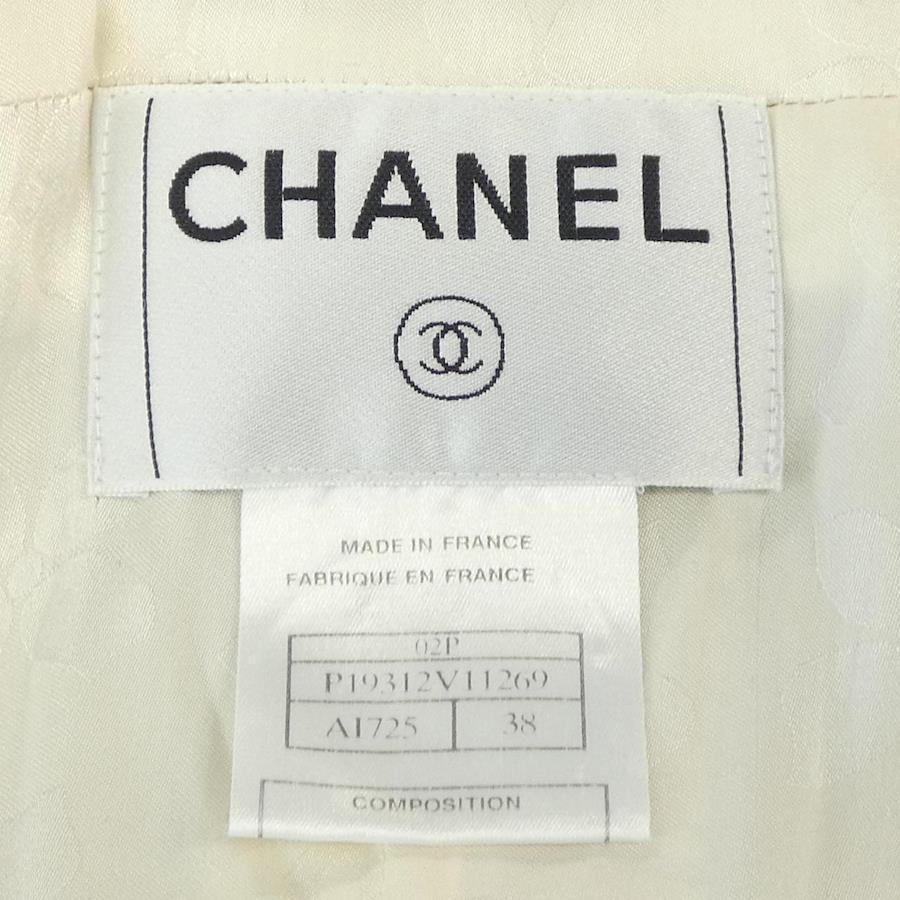 CHANEL
MADE IN FRANCE
FABRIQUE EN FRANCE
02P
P19312V11269
A1725 38
COMPOSITION